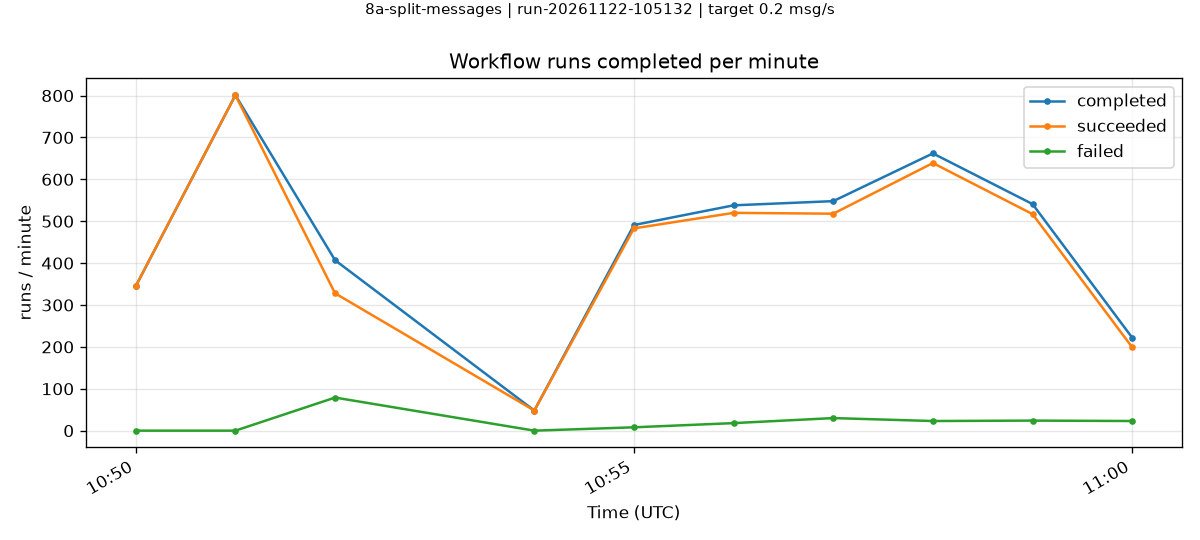 8a-split-messages | run-20261122-105132 | target 0.2 msg/s
Workflow runs completed per minute
completed
succeeded
failed
runs / minute
800
700
600
500
400
300
200
100
0
10:50
10:55
11:00
Time (UTC)